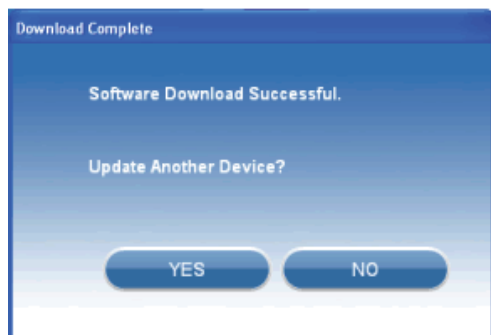 Download Complete
Software Download Successful.
Update Another Device?
YES NO